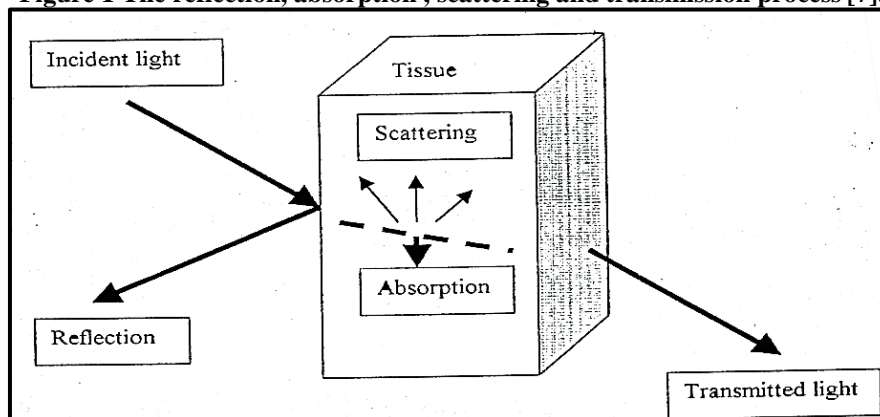 Figure 1 The reflection, absorption , scattering and transmission process [7].
Incident light
Tissue
Scattering
Absorption
Reflection
Transmitted light